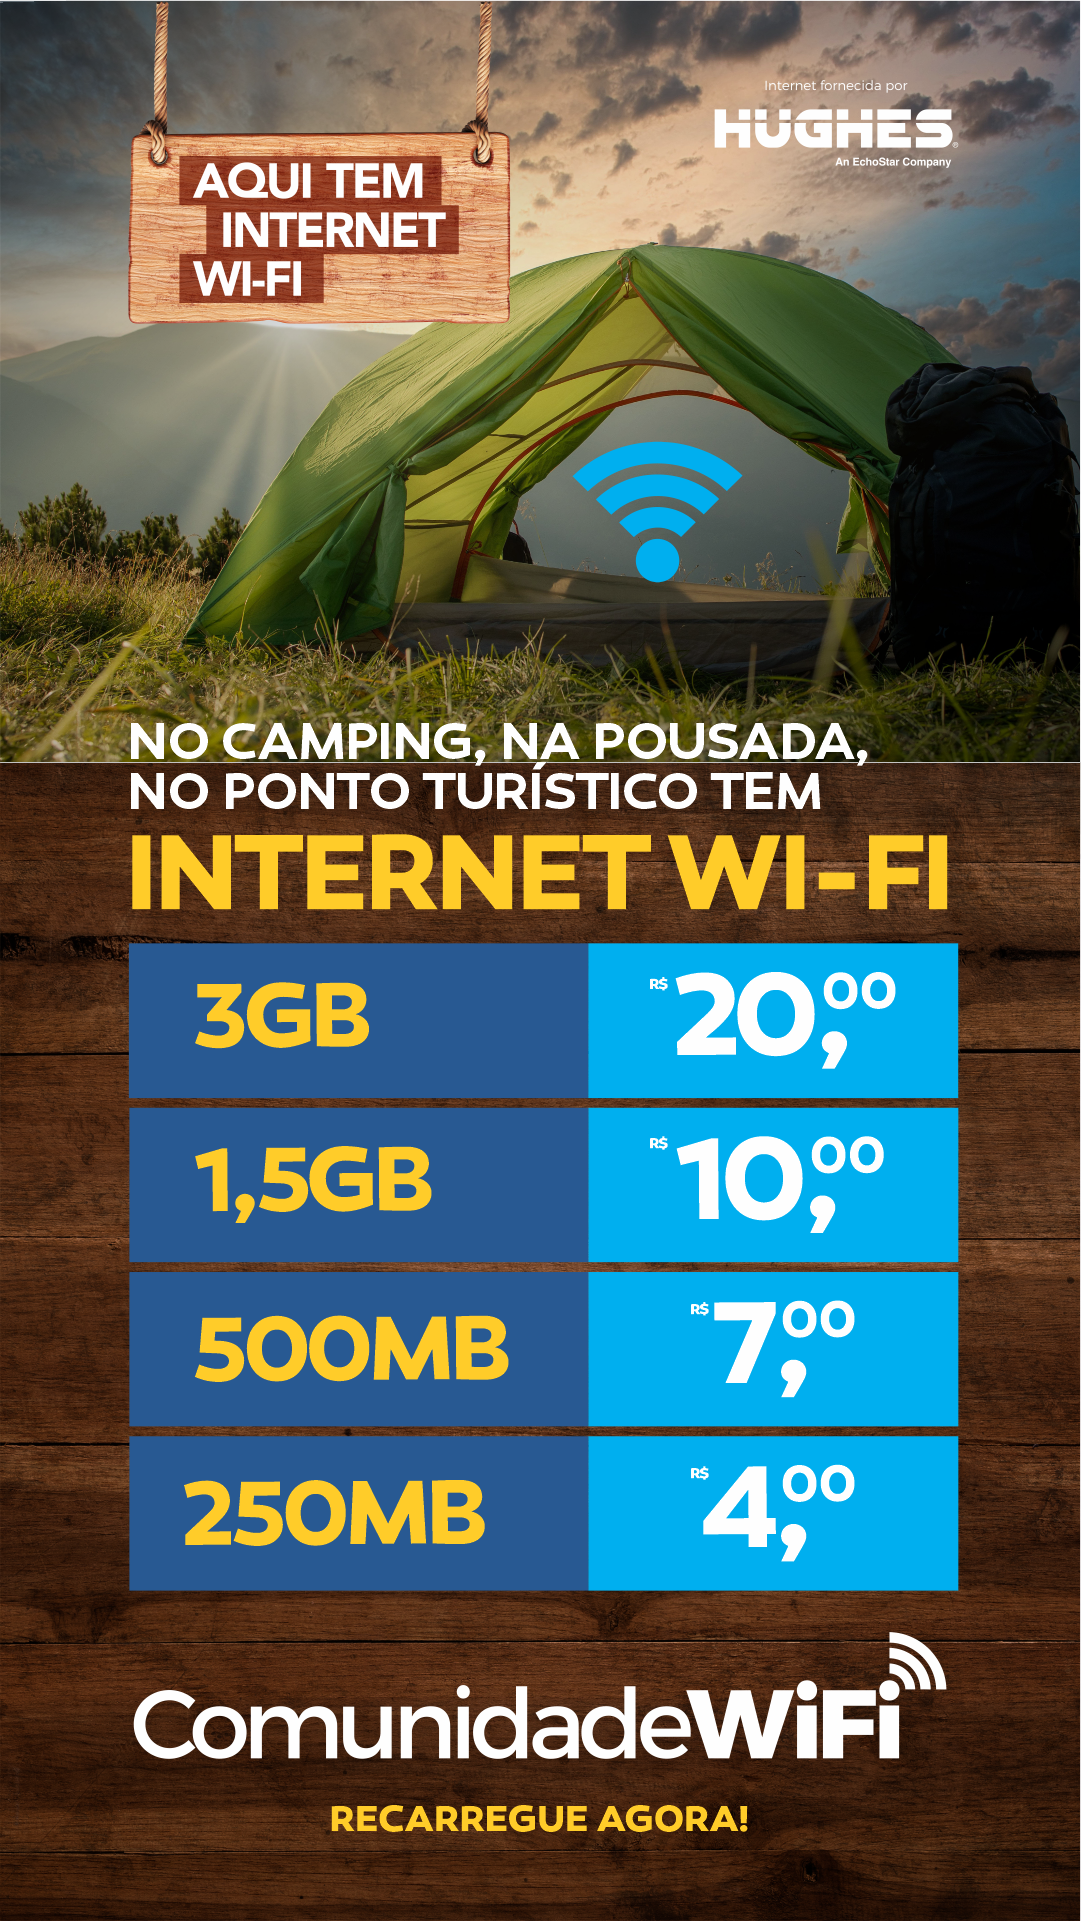 Internet fornecida por
HUGHES®
An EchoStar Company
AQUI TEM
INTERNET
WI-FI
NO CAMPING, NA POUSADA,
NO PONTO TURÍSTICO TEM
INTERNET WI-FI
3GB R$ 20,00
1,5GB R$ 10,00
500MB R$ 7,00
250MB R$ 4,00
ComunidadeWiFi
RECARREGUE AGORA!